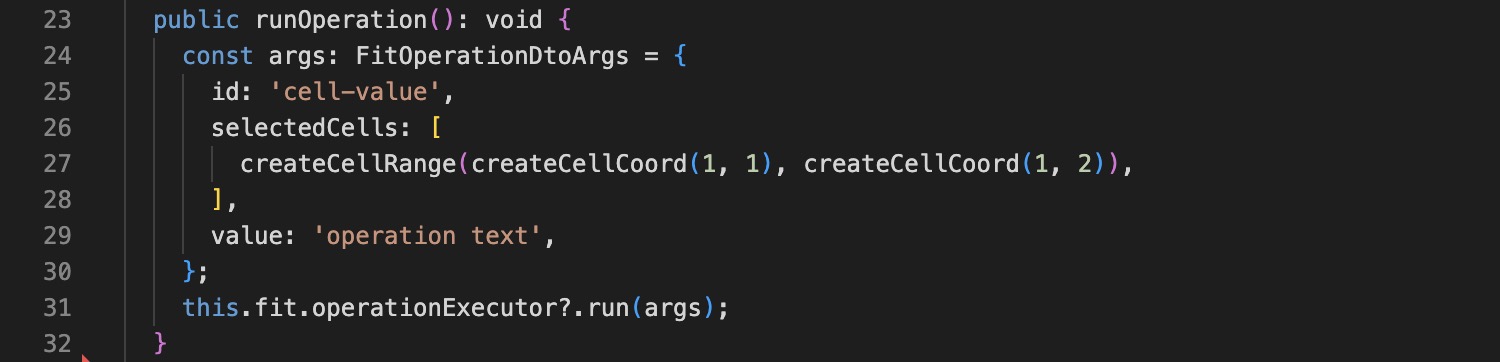 23 public runOperation(): void {
24 const args: FitOperationDtoArgs = {
25 id: 'cell-value',
26 selectedCells: [
27 createCellRange(createCellCoord(1, 1), createCellCoord(1, 2)),
28 ],
29 value: 'operation text',
30 };
31 this.fit.operationExecutor?.run(args);
32 }